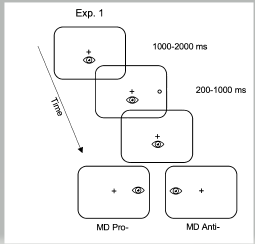 Exp. 1
1000-2000 ms
200-1000 ms
Time
MD Pro-
MD Anti-